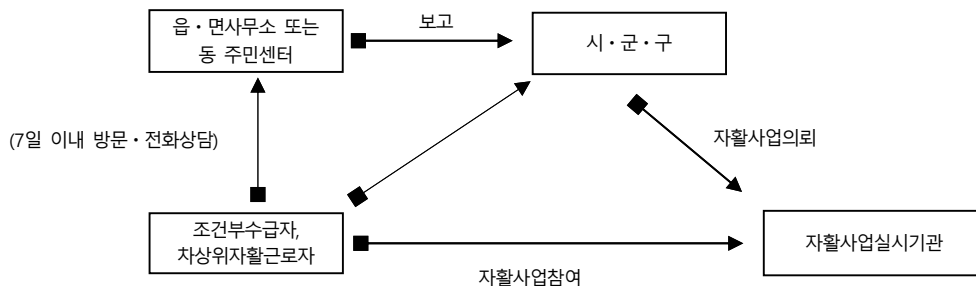 읍・면사무소 또는
동 주민센터
보고
시・군・구
(7일 이내 방문・전화상담)
자활사업의뢰
조건부수급자,
차상위자활근로자
자활사업실시기관
자활사업참여